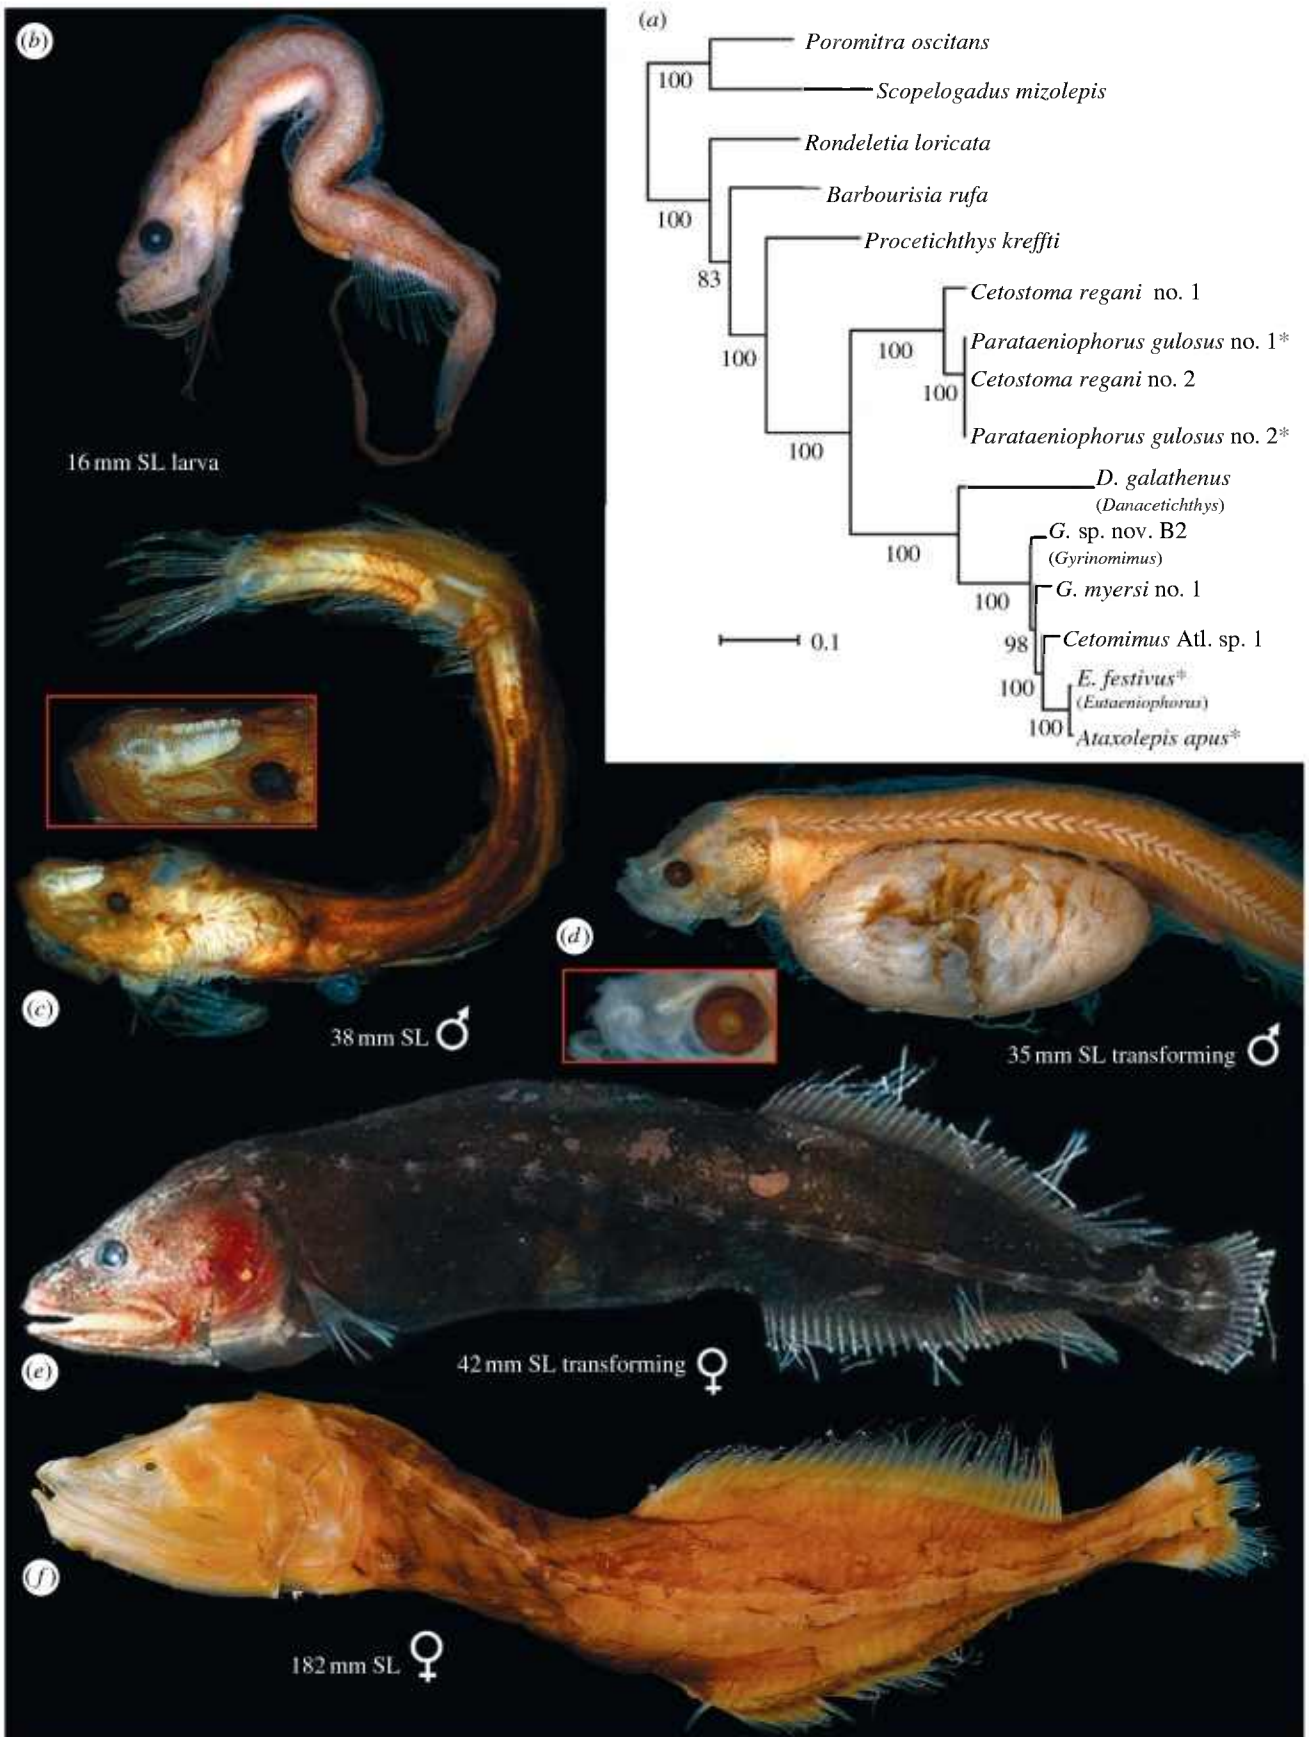 (b)
(a)
Poromitra oscitans
100
Scopelogadus mizolepis
Rondeletia loricata
Barbourisia rufa
100
Procetichthys kreffti
83
Cetostoma regani no. 1
100
Parataeniophorus gulosus no. 1*
100
Cetostoma regani no. 2
100
Parataeniophorus gulosus no. 2*
100
16 mm SL larva
D. galathenus
(Danacetichthys)
G. sp. nov. B2
100
(Gyrinomimus)
G. myersi no. 1
100
0.1
98
Cetomimus Atl. sp. 1
E. festivus*
100
(Eutaeniophorus)
100
Ataxolepis apus*
(d)
(c)
38 mm SL ♂
35 mm SL transforming ♂
(e)
42 mm SL transforming ♀
(f)
182 mm SL ♀